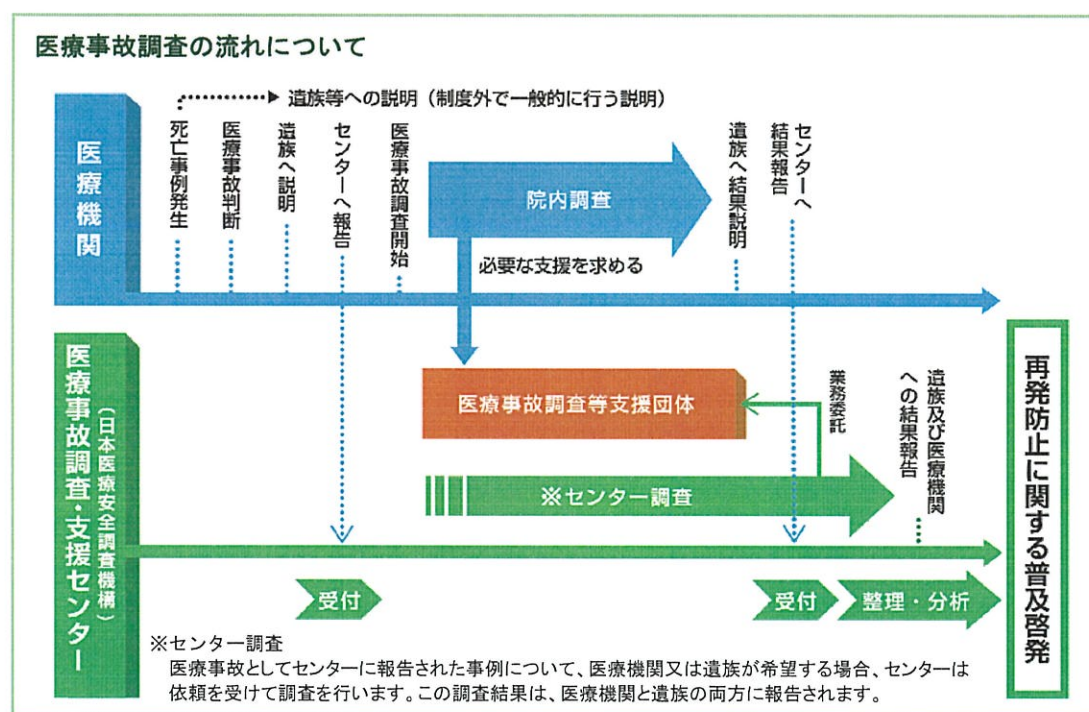 医療事故調査の流れについて
遺族等への説明（制度外で一般的に行う説明）
医療機関
死亡事例発生
医療事故判断
遺族へ説明
センターへ報告
医療事故調査開始
院内調査
必要な支援を求める
遺族へ結果説明
センターへ
結果報告
医療事故調査・支援センター
（日本医療安全調査機構）
医療事故調査等支援団体
業務委託
※センター調査
遺族及び医療機関
への結果報告
受付
受付
整理・分析
再発防止に関する普及啓発
※センター調査
医療事故としてセンターに報告された事例について、医療機関又は遺族が希望する場合、センターは
依頼を受けて調査を行います。この調査結果は、医療機関と遺族の両方に報告されます。